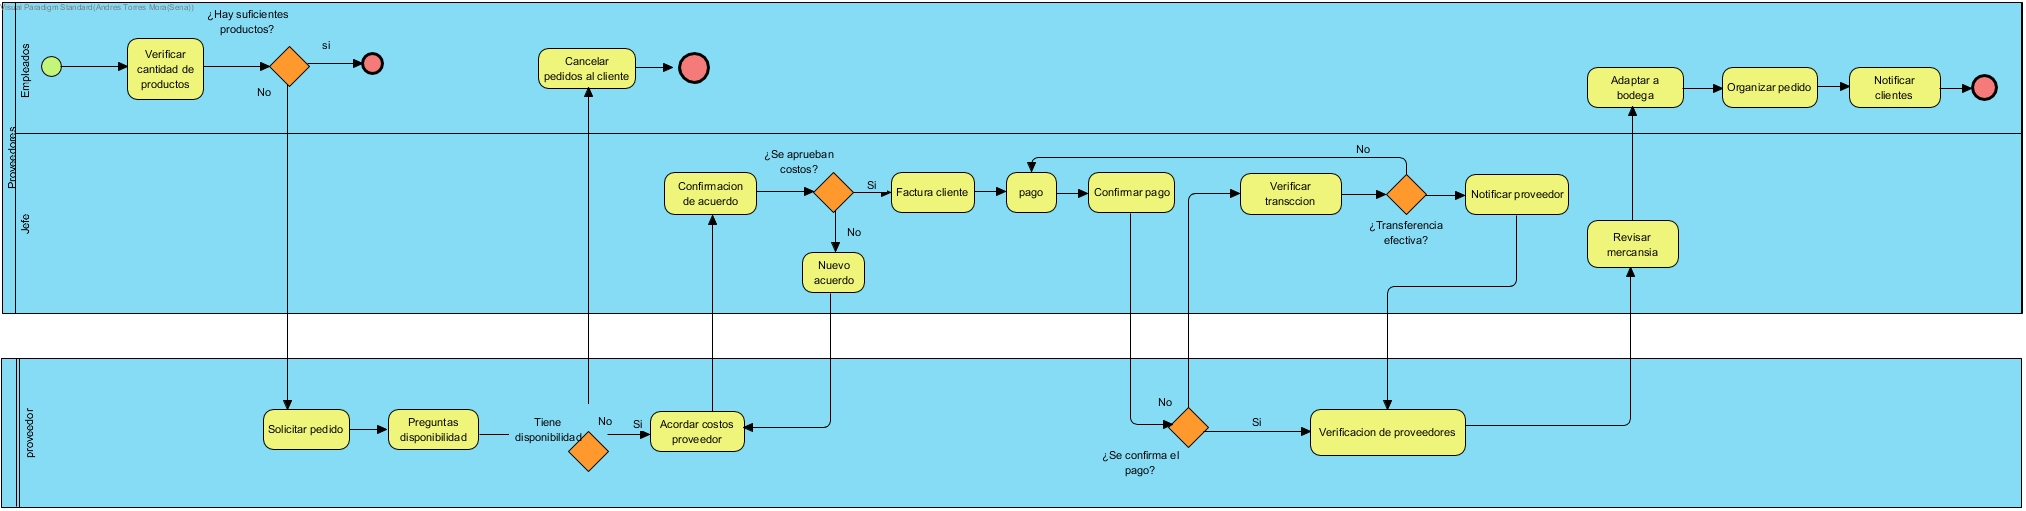 Visual Paradigm Standard(Andres Torres Mora(Sena))
¿Hay suficientes
productos?
Proveedores
Empleados
Verificar
cantidad de
productos
si
No
Cancelar
pedidos al cliente
Adaptar a
bodega
Organizar pedido
Notificar
clientes
Jefe
¿Se aprueban
costos?
Confirmacion
de acuerdo
Si
No
Factura cliente
pago
Confirmar pago
No
Verificar
transccion
¿Transferencia
efectiva?
Notificar proveedor
Nuevo
acuerdo
Revisar
mercansia
proveedor
Solicitar pedido
Preguntas
disponibilidad
Tiene
disponibilidad
No
Si
Acordar costos
proveedor
No
¿Se confirma el
pago?
Si
Verificacion de proveedores